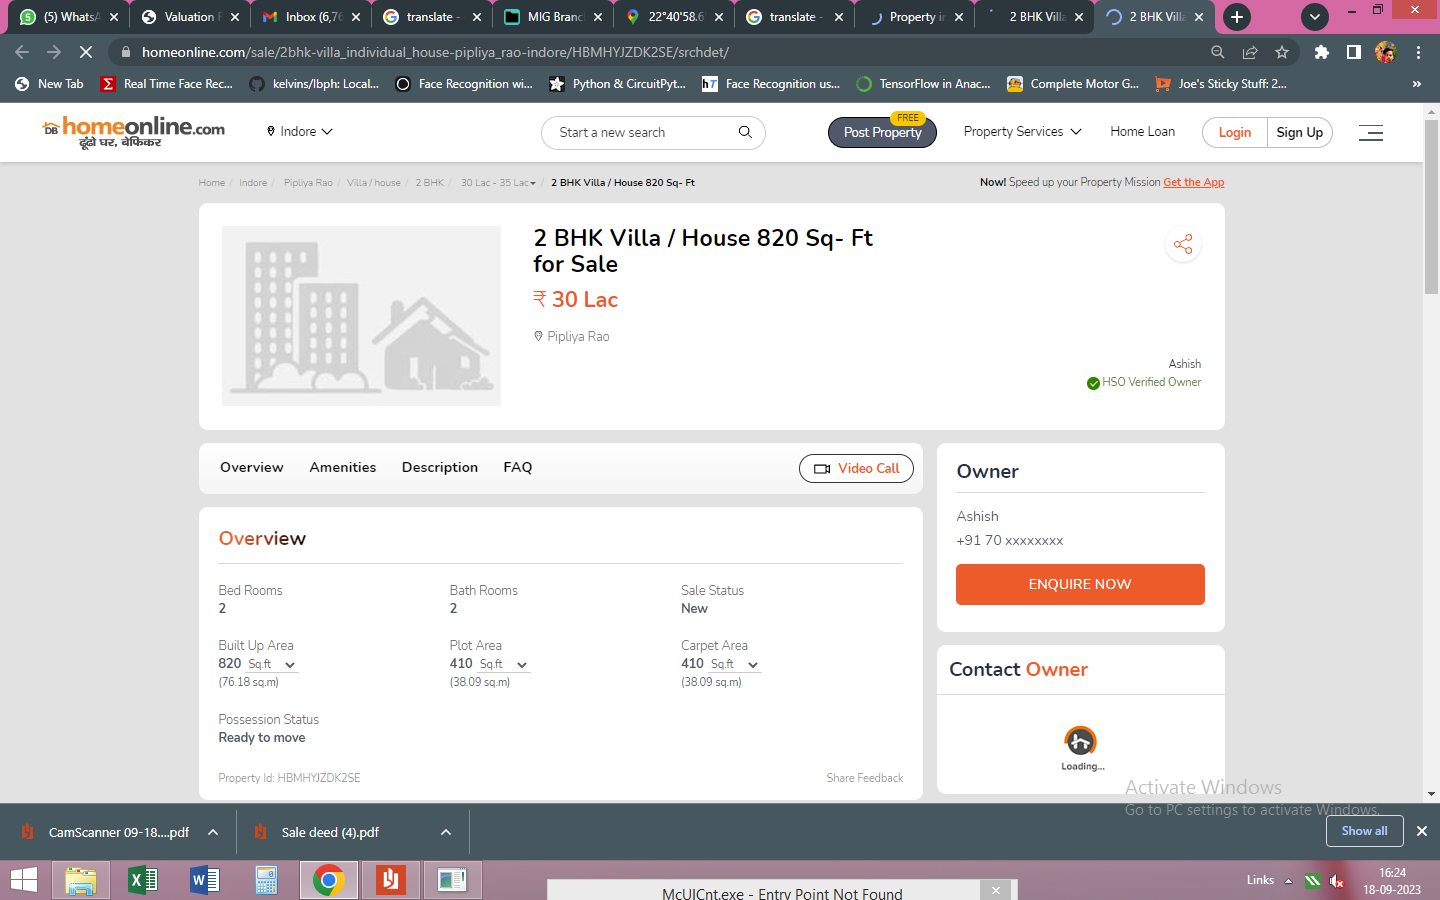 (5) WhatsA
Valuation
Inbox (6,76
translate -
MIG Branc
22°40'58.6
translate -
Property in
2 BHK Villa
2 BHK Villa
homeonline.com/sale/2bhk-villa_individual_house-pipliya_rao-indore/HBMHYJZDK2SE/srchdet/
New Tab
Real Time Face Rec...
kelvins/lbph: Local...
Face Recognition wi...
Python & CircuitPyt...
hT Face Recognition us...
TensorFlow in Anac...
Complete Motor G...
Joe's Sticky Stuff: 2...
»
DB homeonline.com
ढूंढो घर, बेफिकर
Indore
Start a new search
FREE
Post Property
Property Services
Home Loan
Login
Sign Up
Home / Indore / Pipliya Rao / Villa / house / 2 BHK / 30 Lac - 35 Lac / 2 BHK Villa / House 820 Sq- Ft
Now! Speed up your Property Mission Get the App
2 BHK Villa / House 820 Sq- Ft
for Sale
₹ 30 Lac
Pipliya Rao
Ashish
HSO Verified Owner
Overview
Amenities
Description
FAQ
Video Call
Overview
Bed Rooms
2
Bath Rooms
2
Sale Status
New
Built Up Area
820 Sq.ft
(76.18 sq.m)
Plot Area
410 Sq.ft
(38.09 sq.m)
Carpet Area
410 Sq.ft
(38.09 sq.m)
Possession Status
Ready to move
Property Id: HBMHYJZDK2SE
Share Feedback
Owner
Ashish
+91 70 xxxxxxxx
ENQUIRE NOW
Contact Owner
Loading...
Activate Windows
Go to PC settings to activate Windows.
CamScanner 09-18....pdf
Sale deed (4).pdf
Show all
McUICnt.exe - Entry Point Not Found
Links
16:24
18-09-2023